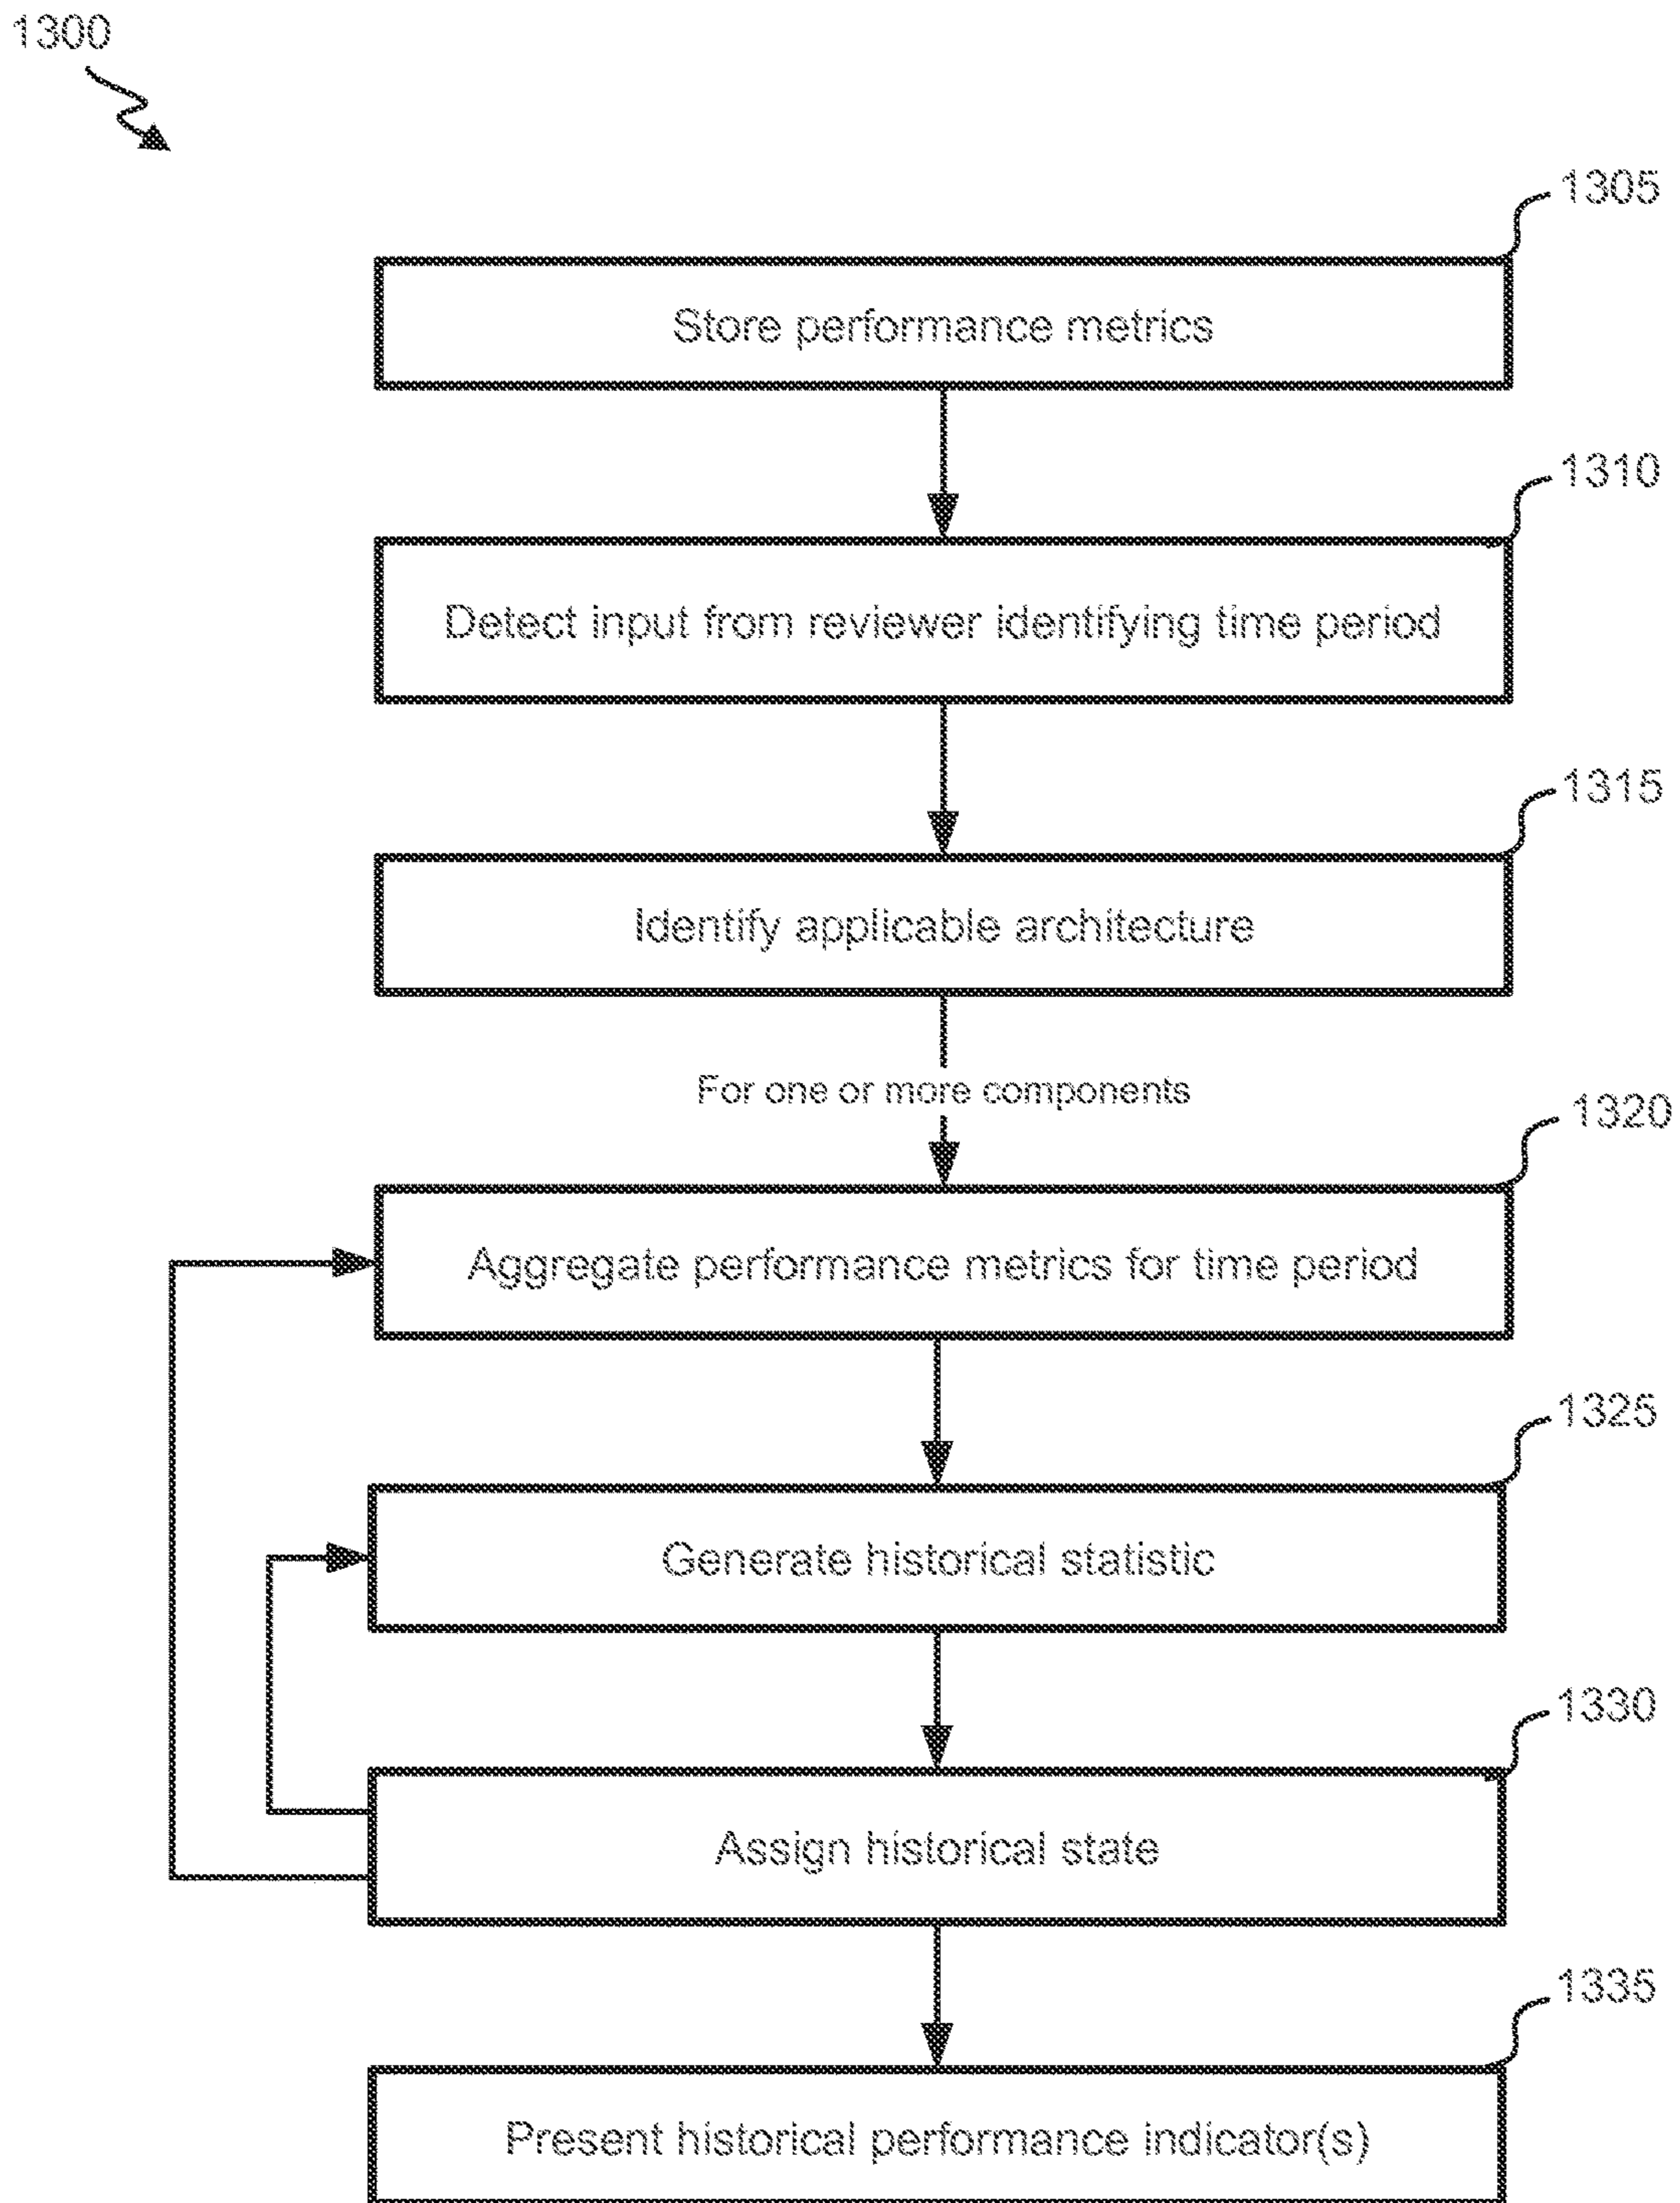 1300
1305
Store performance metrics
1310
Detect input from reviewer identifying time period
1315
Identify applicable architecture
For one or more components
1320
Aggregate performance metrics for time period
1325
Generate historical statistic
1330
Assign historical state
1335
Present historical performance indicator(s)